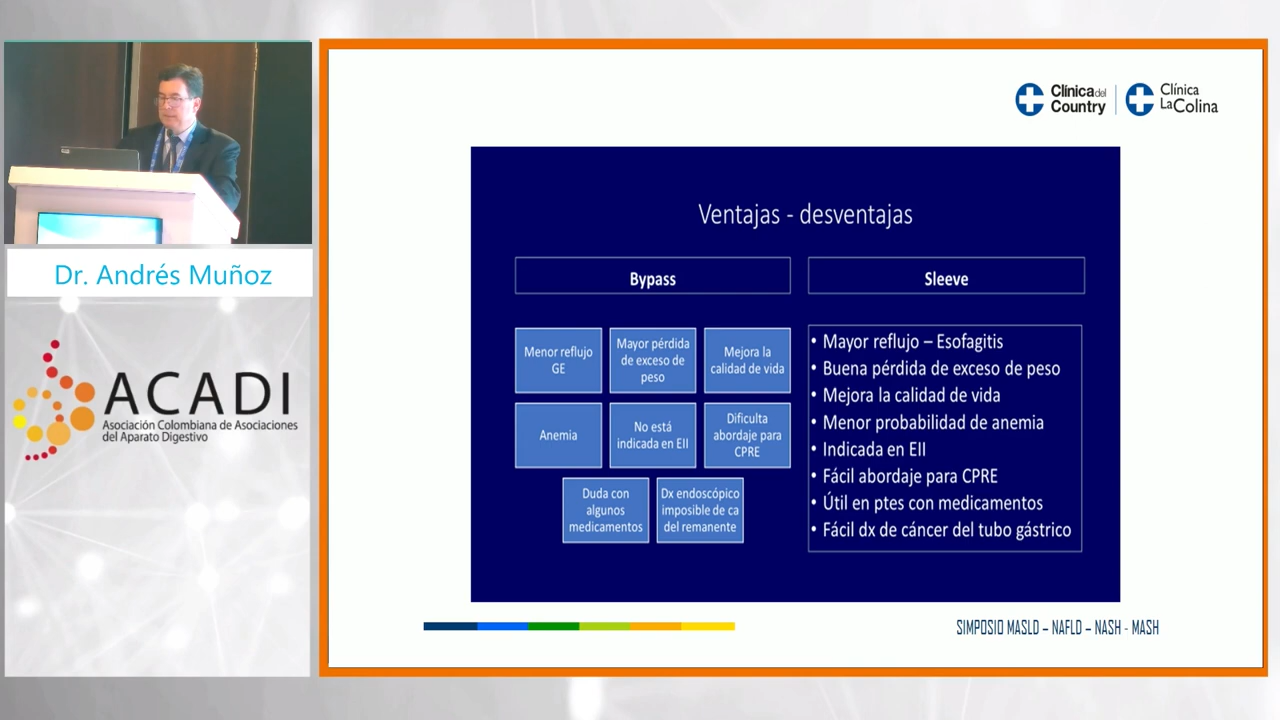 Dr. Andrés Muñoz
ACADI
Asociación Colombiana de Asociaciones
del Aparato Digestivo
Clínica del
Country
Clínica
La Colina
Ventajas - desventajas
Bypass
Menor reflujo
GE
Mayor pérdida
de exceso de
peso
Mejora la
calidad de vida
Anemia
No está
indicada en EII
Dificulta
abordaje para
CPRE
Duda con
algunos
medicamentos
Dx endoscópico
imposible de ca
del remanente
Sleeve
• Mayor reflujo – Esofagitis
• Buena pérdida de exceso de peso
• Mejora la calidad de vida
• Menor probabilidad de anemia
• Indicada en EII
• Fácil abordaje para CPRE
• Útil en ptes con medicamentos
• Fácil dx de cáncer del tubo gástrico
SIMPOSIO MASLD – NAFLD – NASH - MASH